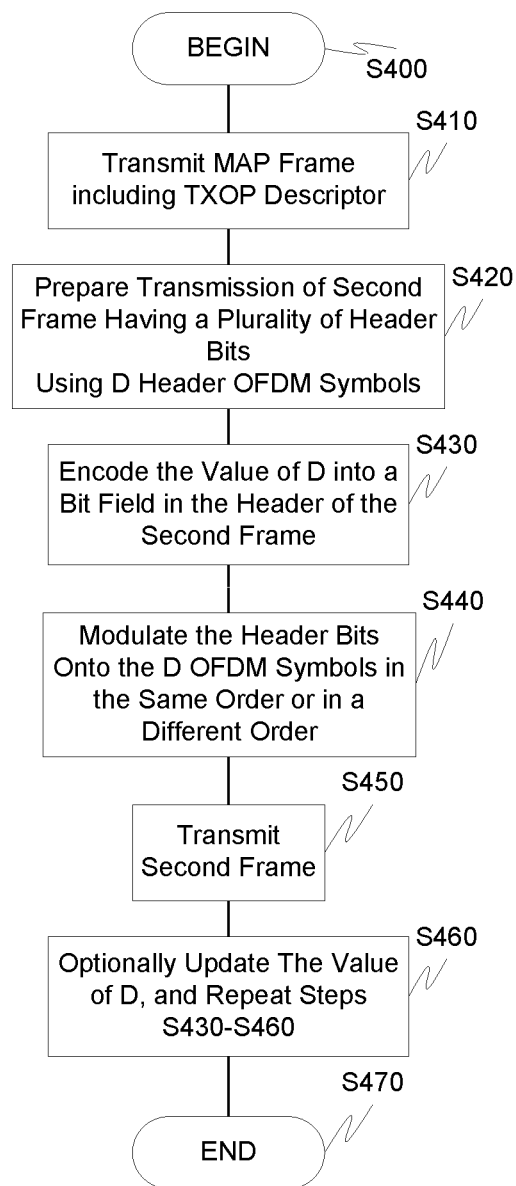 BEGIN
S400
S410
Transmit MAP Frame
including TXOP Descriptor
S420
Prepare Transmission of Second
Frame Having a Plurality of Header
Bits
Using D Header OFDM Symbols
S430
Encode the Value of D into a
Bit Field in the Header of the
Second Frame
S440
Modulate the Header Bits
Onto the D OFDM Symbols in
the Same Order or in a
Different Order
S450
Transmit
Second Frame
S460
Optionally Update The Value
of D, and Repeat Steps
S430-S460
S470
END